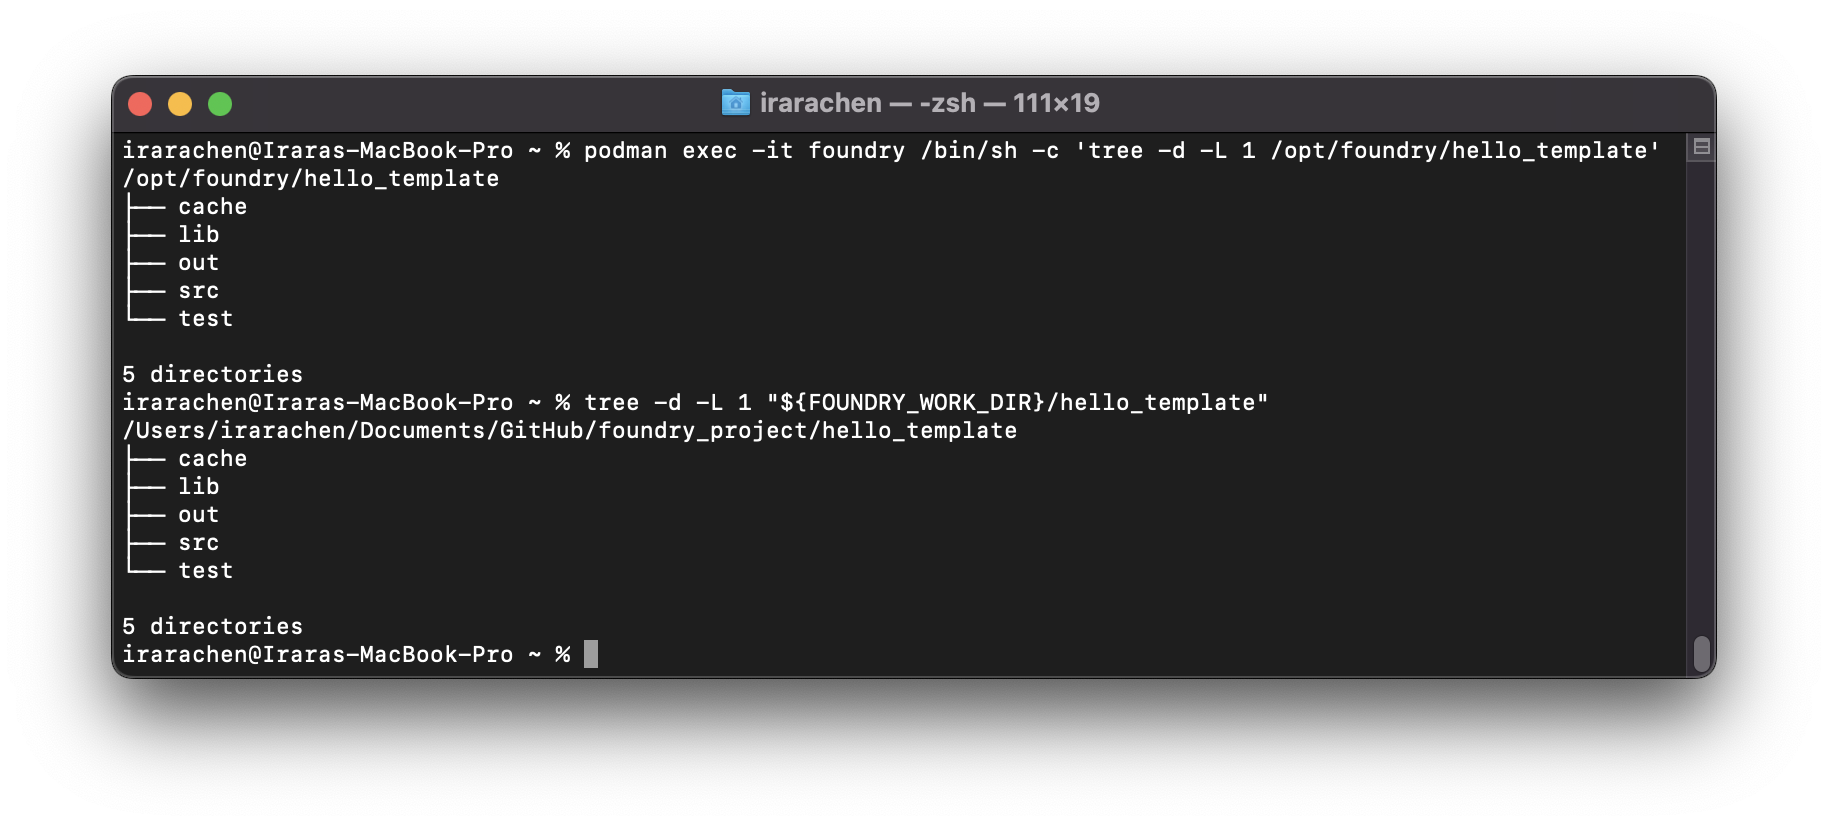 irarachen — -zsh — 111×19
irarachen@Iraras-MacBook-Pro ~ % podman exec -it foundry /bin/sh -c 'tree -d -L 1 /opt/foundry/hello_template'
/opt/foundry/hello_template
├── cache
├── lib
├── out
├── src
└── test
5 directories
irarachen@Iraras-MacBook-Pro ~ % tree -d -L 1 "${FOUNDRY_WORK_DIR}/hello_template"
/Users/irarachen/Documents/GitHub/foundry_project/hello_template
├── cache
├── lib
├── out
├── src
└── test
5 directories
irarachen@Iraras-MacBook-Pro ~ %